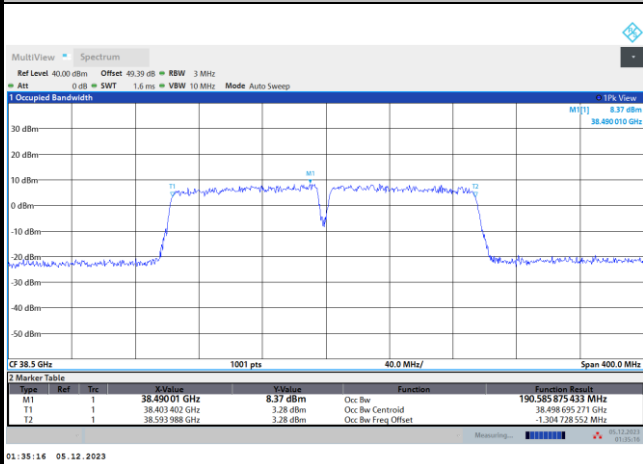 MultiView Spectrum
Ref Level 40.00 dBm Offset 49.39 dB RBW 3 MHz
Att 0 dB SWT 1.6 ms VBW 10 MHz Mode Auto Sweep
1 Occupied Bandwidth 1Pk View
M1[1] 8.37 dBm
38.490 010 GHz
30 dBm
20 dBm
M1
10 dBm
T1 T2
0 dBm
-10 dBm
-20 dBm
-30 dBm
-40 dBm
-50 dBm
CF 38.5 GHz 1001 pts 40.0 MHz/ Span 400.0 MHz
2 Marker Table
Type Ref Trc X-Value Y-Value Function Function Result
M1 1 38.49001 GHz 8.37 dBm Occ Bw 190.585 875 433 MHz
T1 1 38.403 402 GHz 3.28 dBm Occ Bw Centroid 38.498 695 271 GHz
T2 1 38.593 988 GHz 3.28 dBm Occ Bw Freq Offset -1.304 728 552 MHz
Measuring... 05.12.2023
01:35:16
01:35:16 05.12.2023